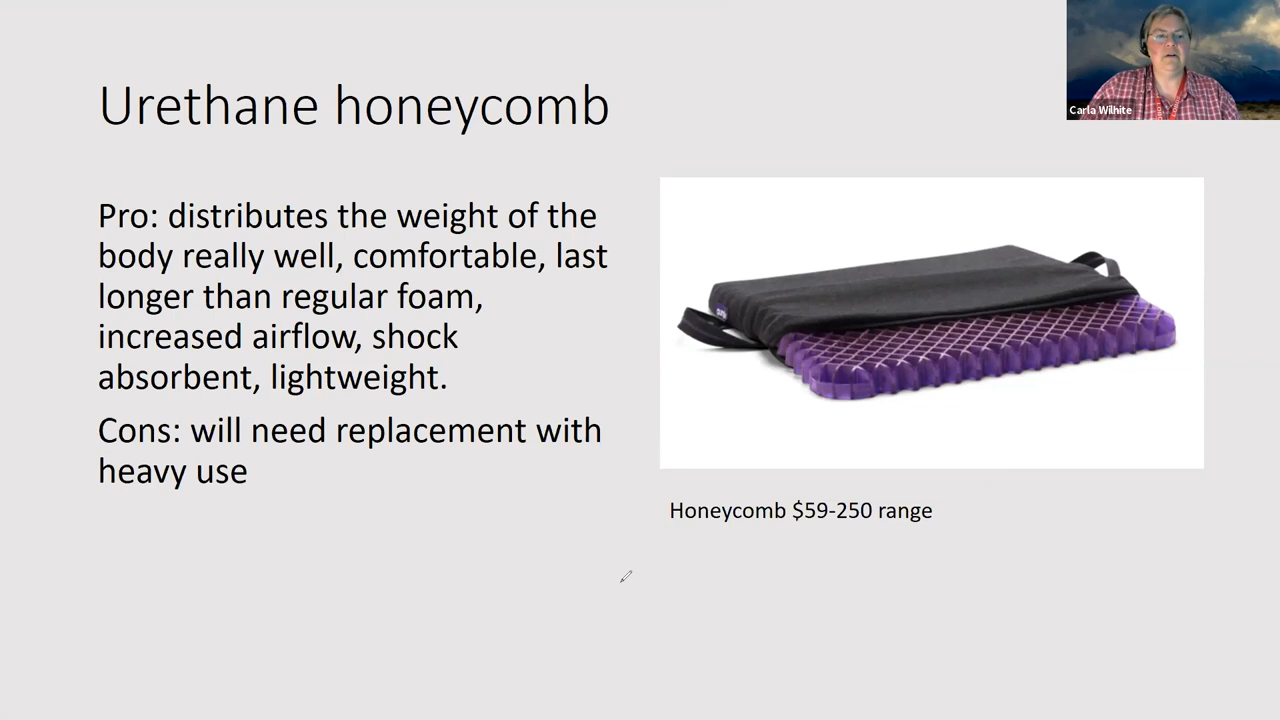 Urethane honeycomb
Carla Wilhite
Pro: distributes the weight of the
body really well, comfortable, last
longer than regular foam,
increased airflow, shock
absorbent, lightweight.
Cons: will need replacement with
heavy use
Honeycomb $59-250 range